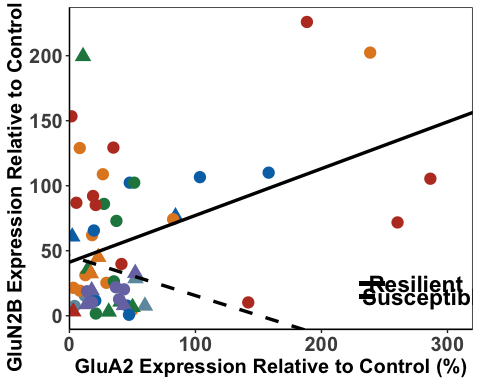 GluN2B Expression Relative to Control
200
150
100
50
0
0
100
200
300
GluA2 Expression Relative to Control (%)
Resilient
Susceptib